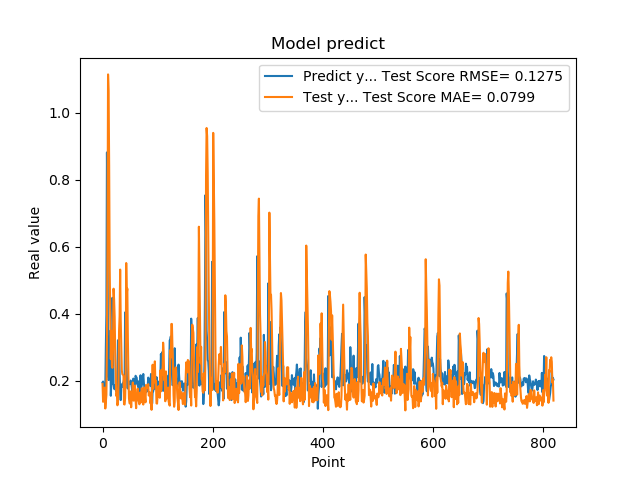 Model predict
Predict y... Test Score RMSE= 0.1275
Test y... Test Score MAE= 0.0799
1.0
0.8
0.6
0.4
0.2
Real value
0 200 400 600 800
Point